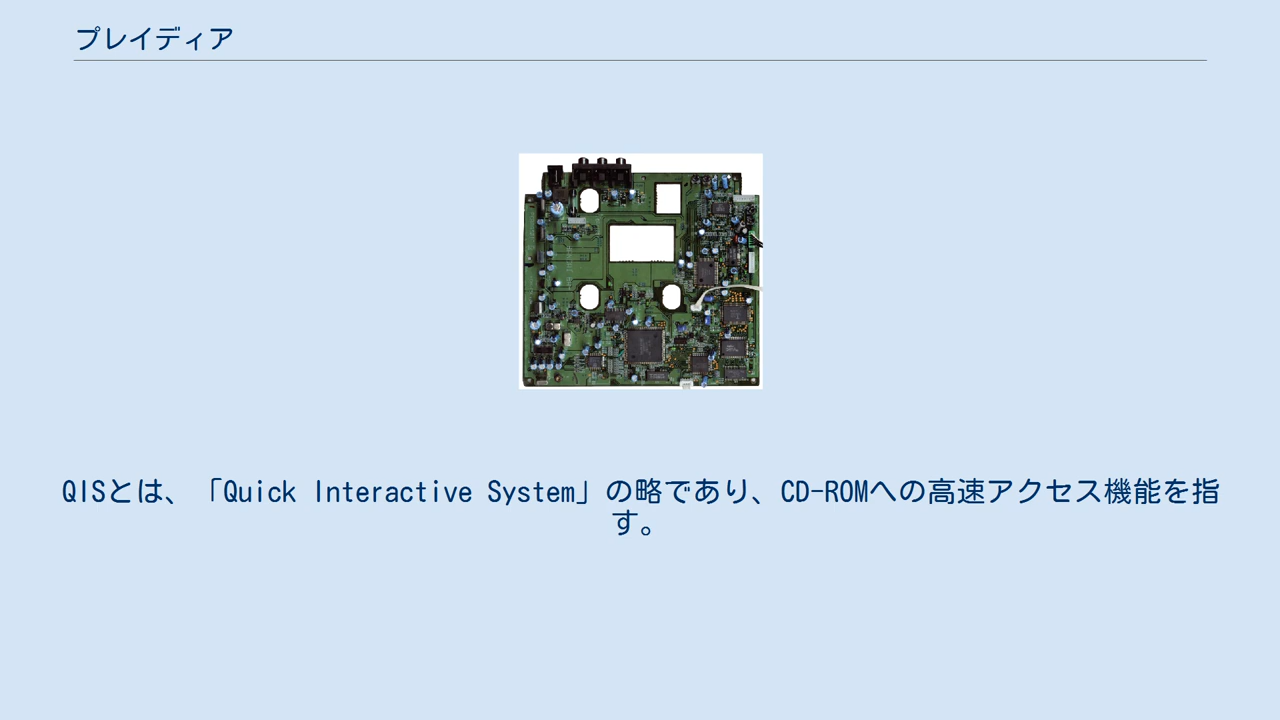 プレイディア
QISとは、「Quick Interactive System」の略であり、CD-ROMへの高速アクセス機能を指
す。